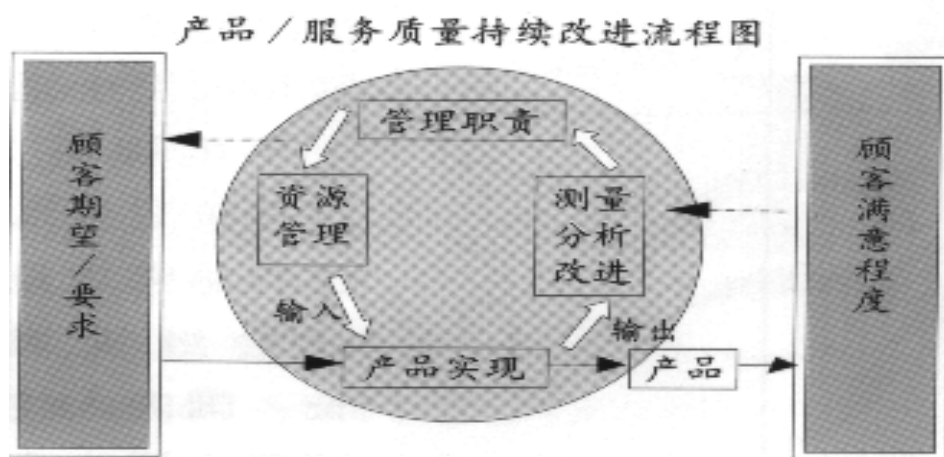 产品／服务质量持续改进流程图
顾客期望／要求
管理职责
资源
管理
测量
分析
改进
输入
输出
产品实现
产品
顾客满意程度